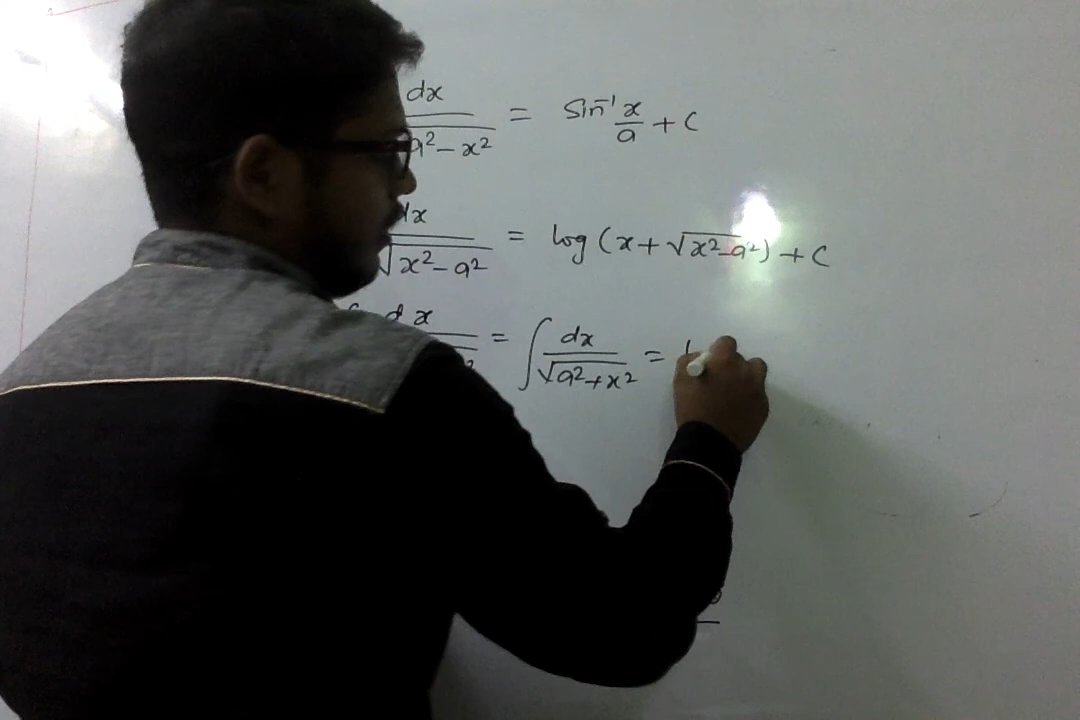 dx / √a² − x² = Sin⁻¹ x/a + C
dx / √x² − a² = log (x + √x² − a²) + C
∫ dx = ∫ dx / √a² + x² =